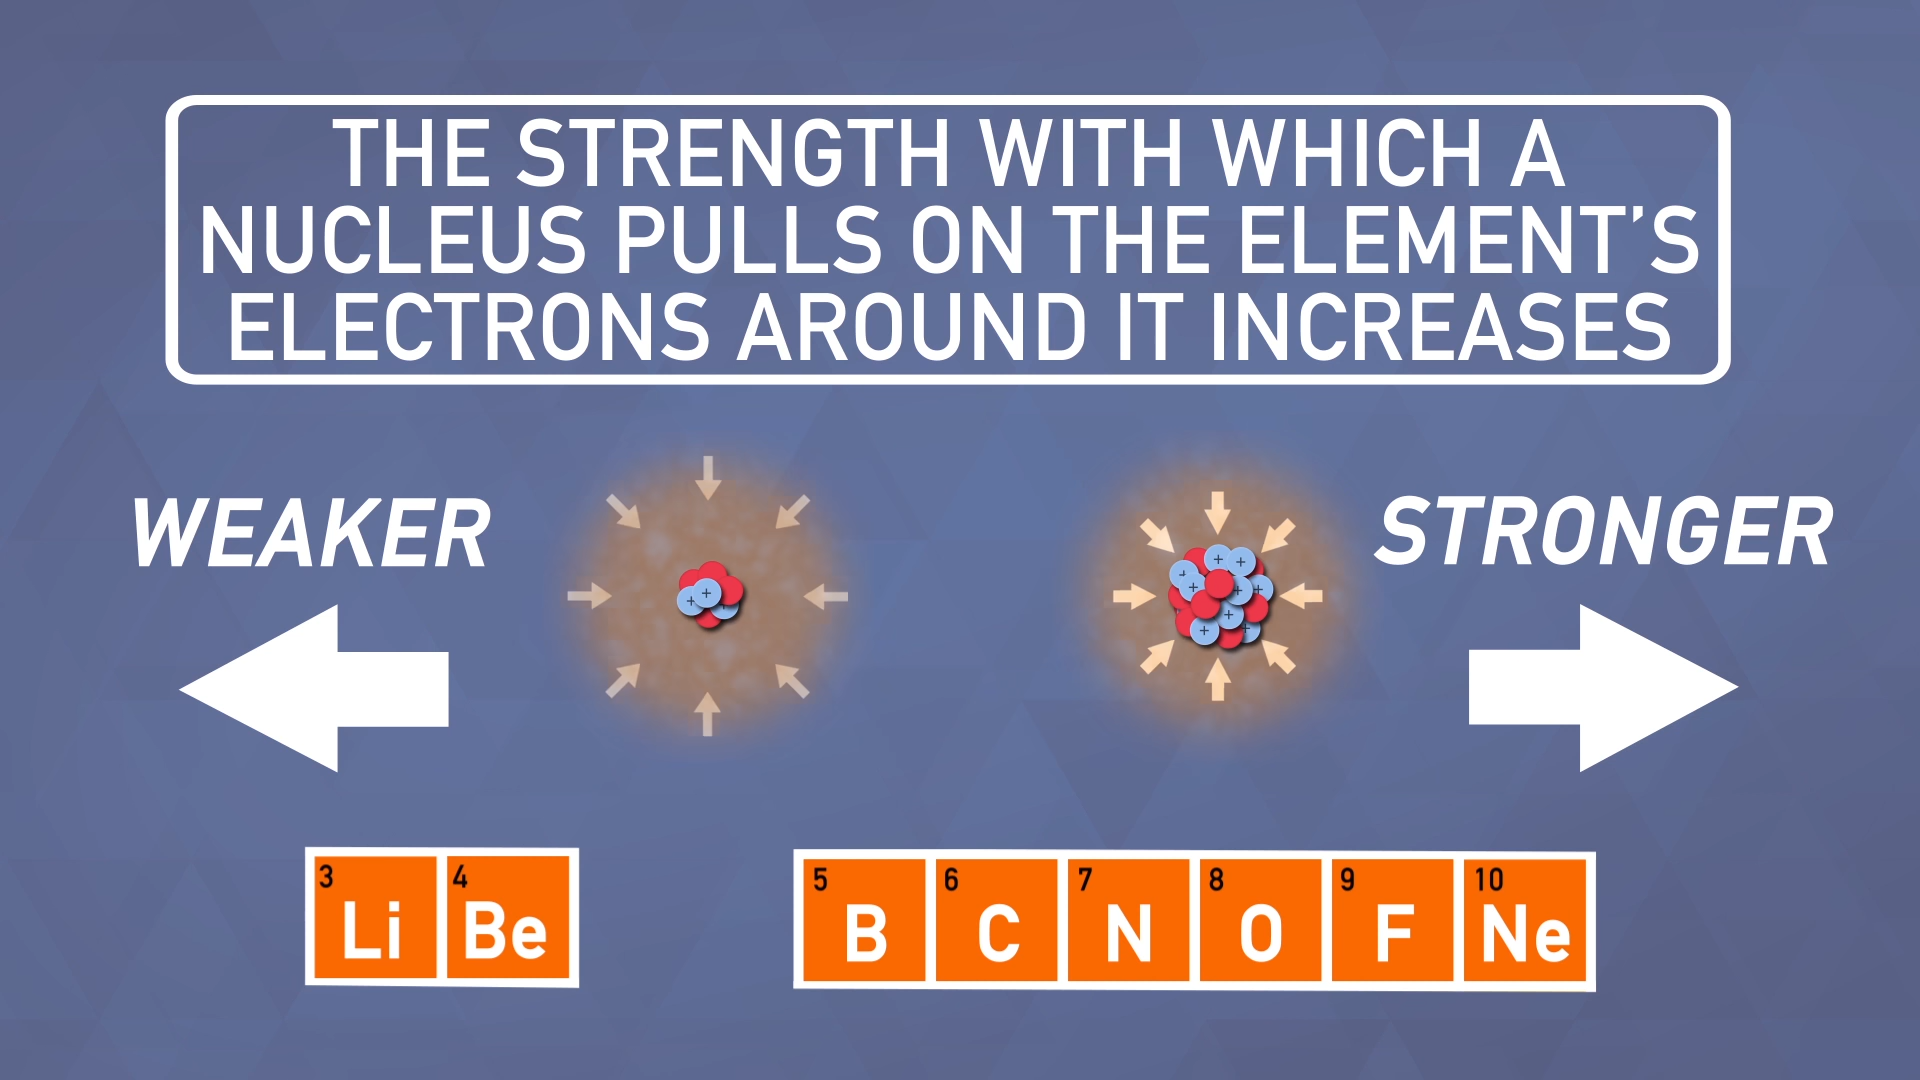 THE STRENGTH WITH WHICH A
NUCLEUS PULLS ON THE ELEMENT'S
ELECTRONS AROUND IT INCREASES
WEAKER
STRONGER
+ + +
+ + + + + + + + + +
3 4 5 6 7 8 9 10
Li Be B C N O F Ne